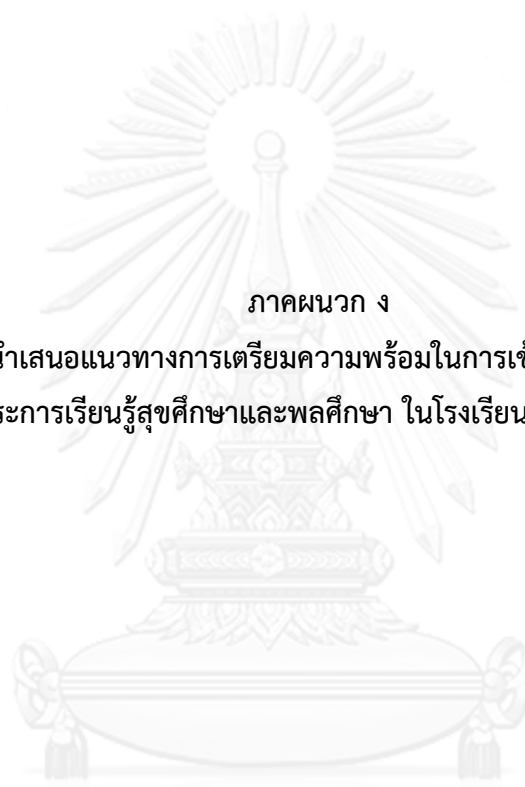 ภาคผนวก ง
นำเสนอแนวทางการเตรียมความพร้อมในการเ
ระการเรียนรู้สุขศึกษาและพลศึกษา ในโรงเรียน